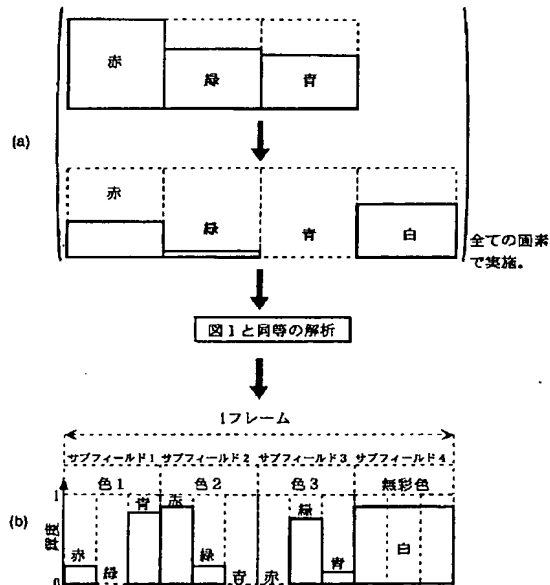 赤
緑
青
(a)
赤
緑
青
白
全ての画素
で実施。
図1と同等の解析
1フレーム
サブフィールド1
サブフィールド2
サブフィールド3
サブフィールド4
色1
色2
色3
無彩色
(b)
輝度
1
0
赤
緑
青
赤
緑
青
赤
緑
青
白